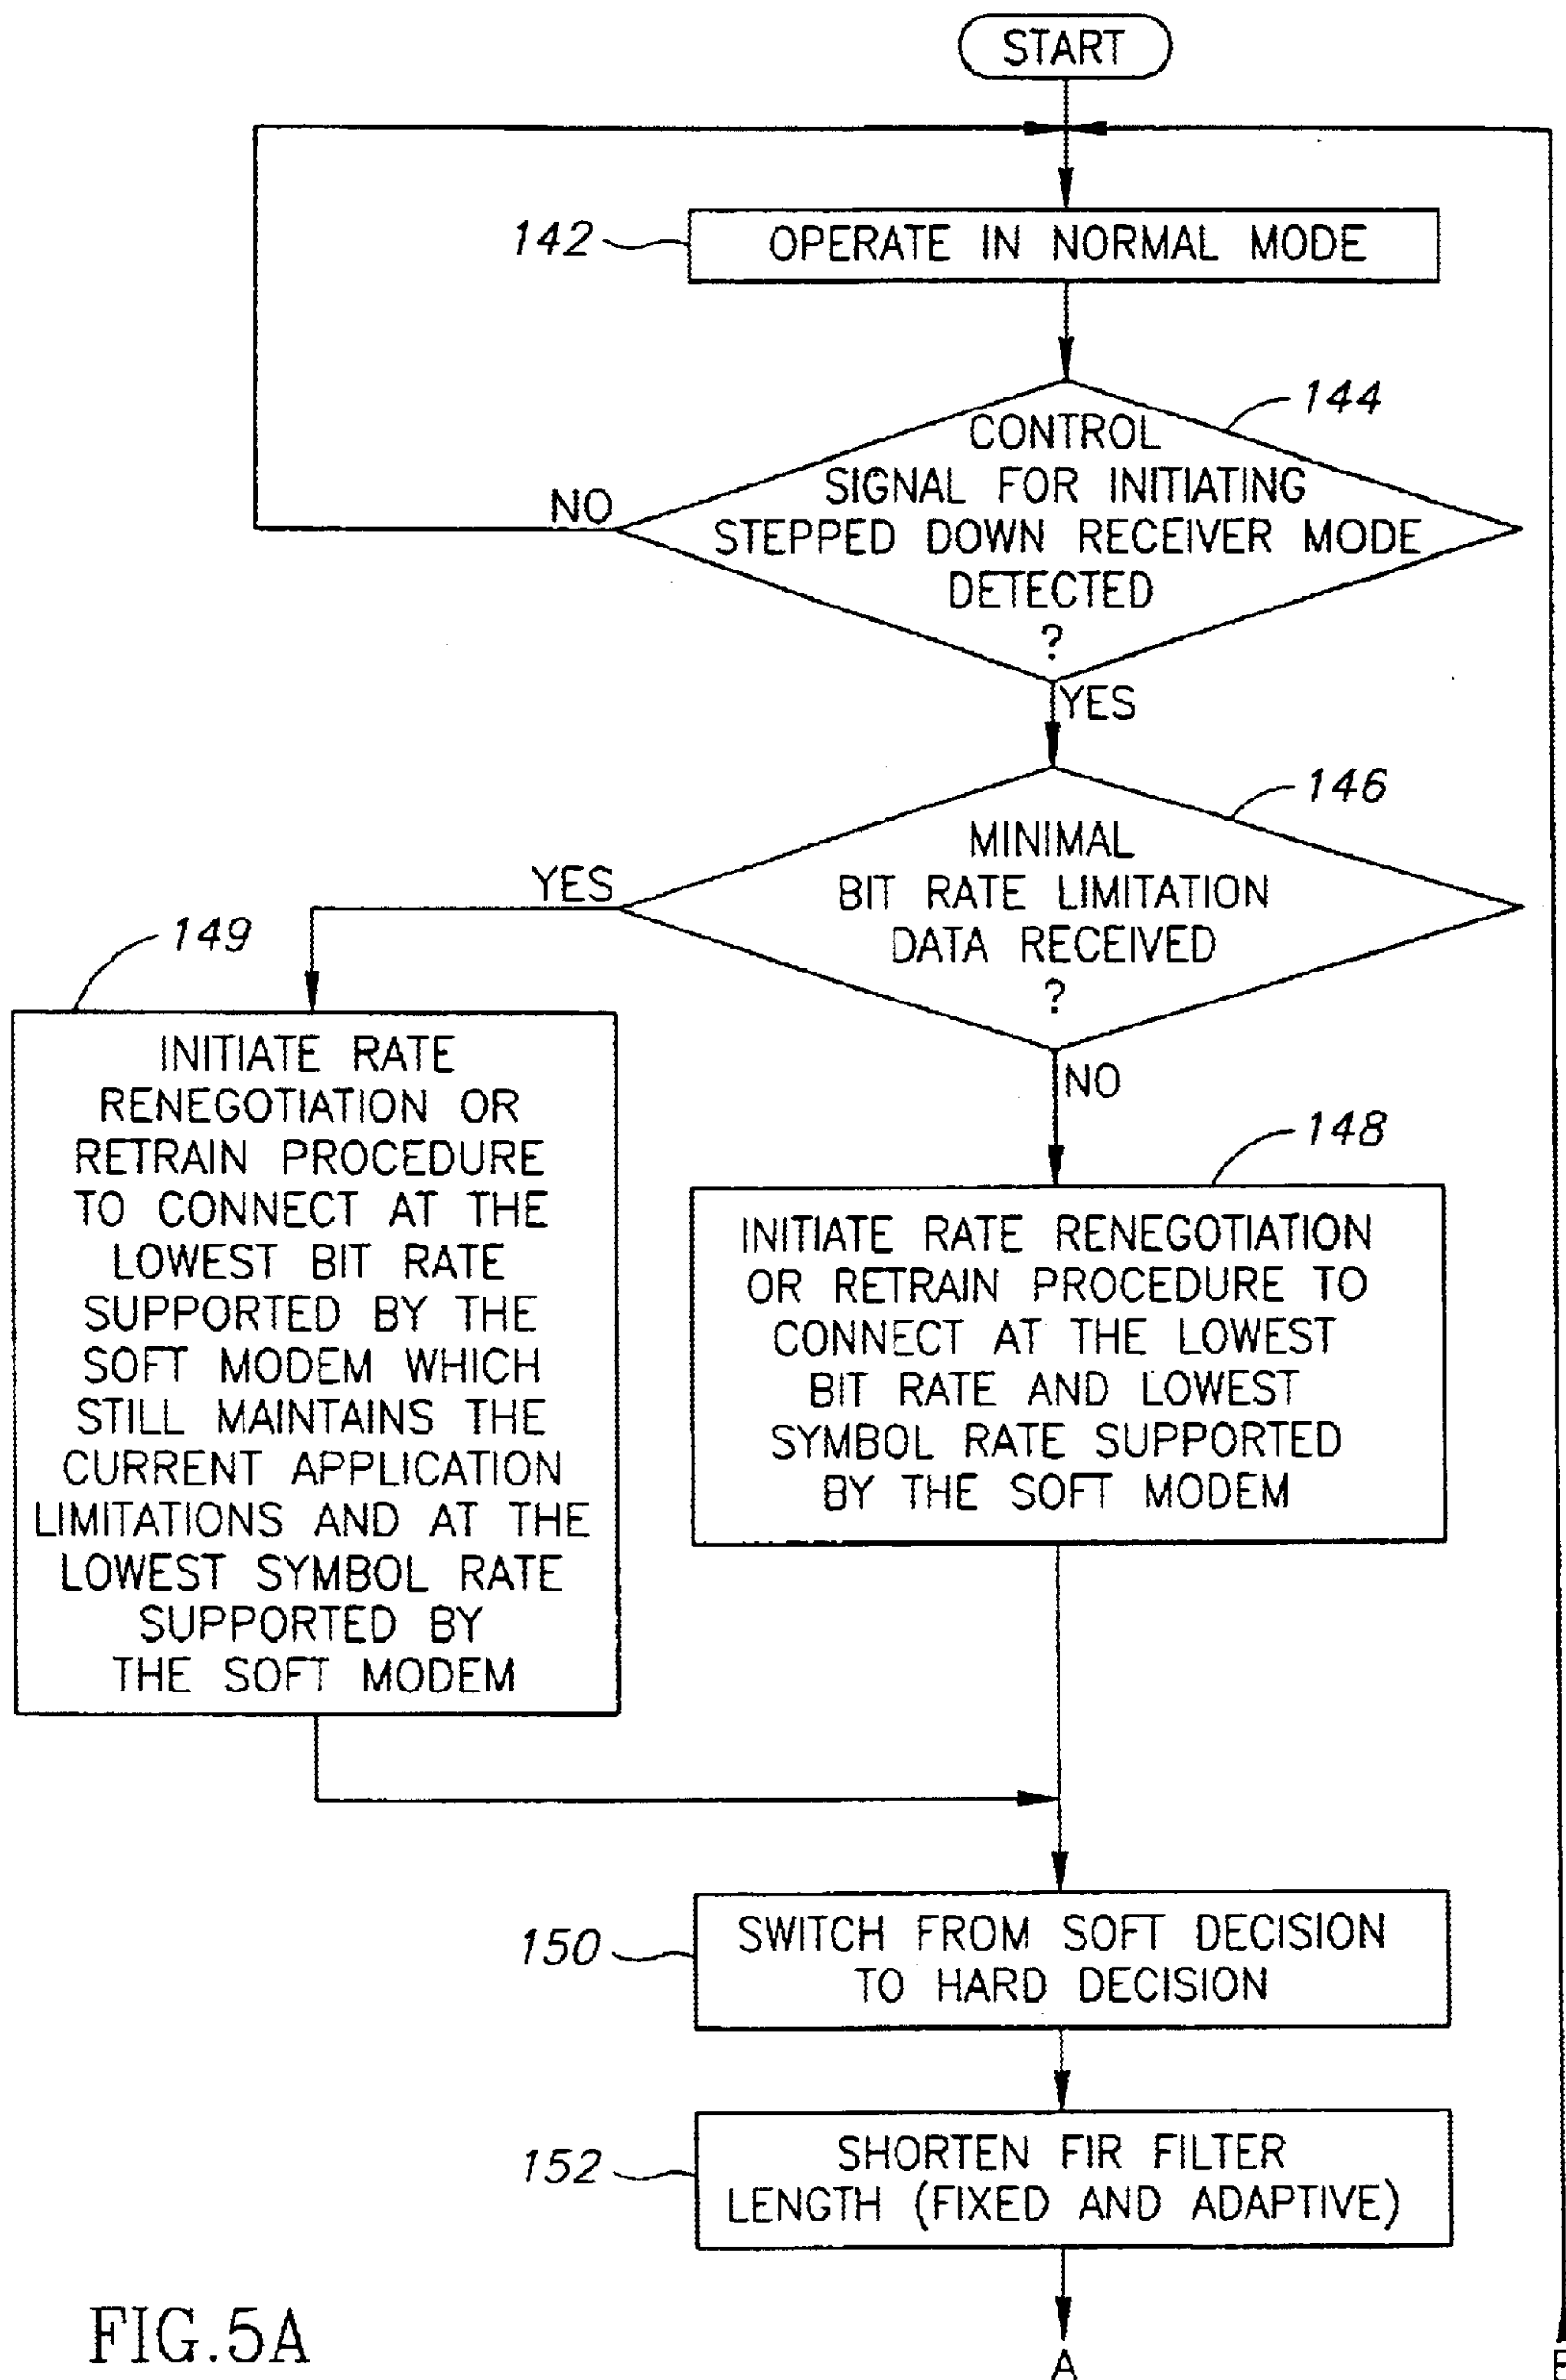 START
142
OPERATE IN NORMAL MODE
144
CONTROL
SIGNAL FOR INITIATING
STEPPED DOWN RECEIVER MODE
DETECTED
?
NO
YES
146
MINIMAL
BIT RATE LIMITATION
DATA RECEIVED
?
YES
NO
149
INITIATE RATE
RENEGOTIATION OR
RETRAIN PROCEDURE
TO CONNECT AT THE
LOWEST BIT RATE
SUPPORTED BY THE
SOFT MODEM WHICH
STILL MAINTAINS THE
CURRENT APPLICATION
LIMITATIONS AND AT THE
LOWEST SYMBOL RATE
SUPPORTED BY
THE SOFT MODEM
148
INITIATE RATE RENEGOTIATION
OR RETRAIN PROCEDURE TO
CONNECT AT THE LOWEST
BIT RATE AND LOWEST
SYMBOL RATE SUPPORTED
BY THE SOFT MODEM
150
SWITCH FROM SOFT DECISION
TO HARD DECISION
152
SHORTEN FIR FILTER
LENGTH (FIXED AND ADAPTIVE)
A
FIG.5A